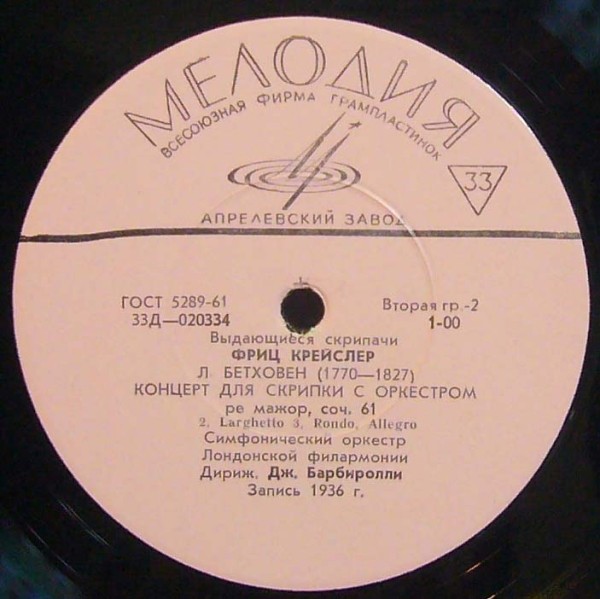 МЕЛОДИЯ
ВСЕСОЮЗНАЯ ФИРМА ГРАМПЛАСТИНОК
33
АПРЕЛЕВСКИЙ ЗАВОД
ГОСТ 5289-61
Вторая гр.-2
33Д—020334
1-00
Выдающиеся скрипачи
ФРИЦ КРЕЙСЛЕР
Л. БЕТХОВЕН (1770—1827)
КОНЦЕРТ ДЛЯ СКРИПКИ С ОРКЕСТРОМ
ре мажор, соч. 61
2. Larghetto 3. Rondo, Allegro
Симфонический оркестр
Лондонской филармонии
Дириж. Дж. Барбиролли
Запись 1936 г.